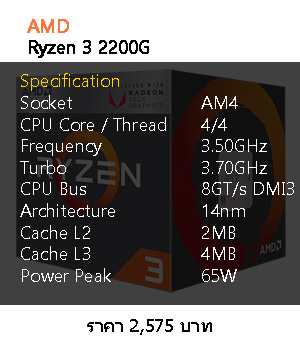 AMD
Ryzen 3 2200G
Specification
Socket AM4
CPU Core / Thread 4/4
Frequency 3.50GHz
Turbo 3.70GHz
CPU Bus 8GT/s DMI3
Architecture 14nm
Cache L2 2MB
Cache L3 4MB
Power Peak 65W
RYZEN
3
AMD
ราคา 2,575 บาท